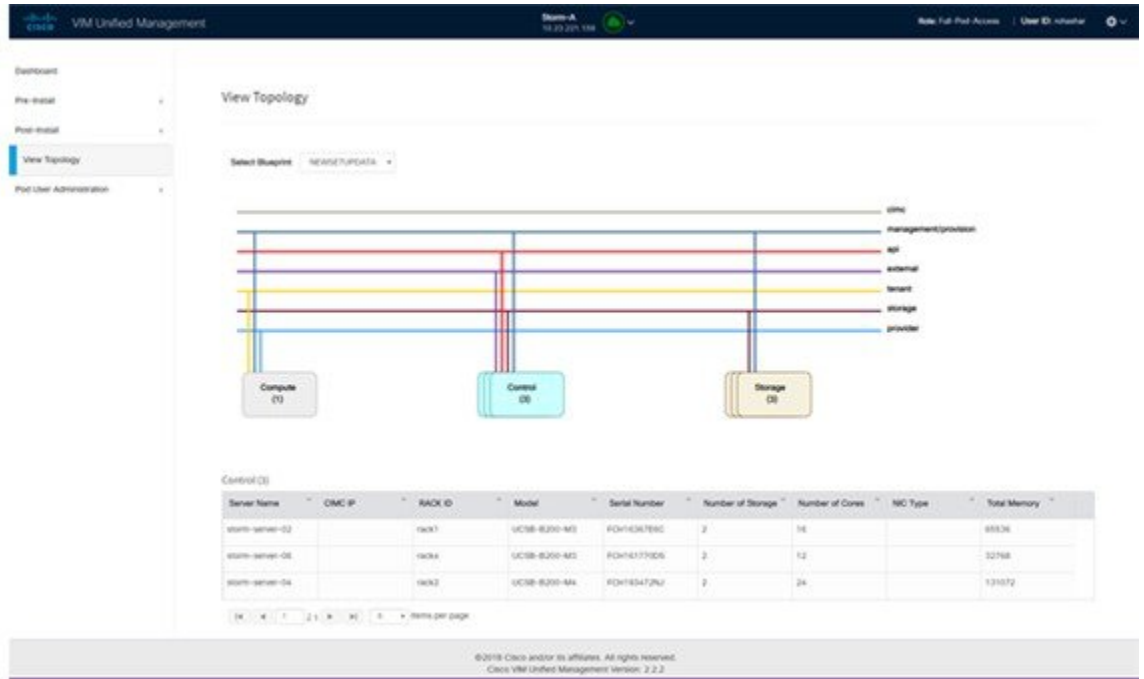 CISCO VIM Unified Management
Storm-A
Role: Full-Pod-Access | User ID:
Dashboard
Pre-Install
Post-Install
View Topology
Pod User Administration
View Topology
Select Blueprint NEWSETUPDATA
cimc
management/provision
api
external
tenant
storage
provider
Compute
(1)
Control
(3)
Storage
(3)
Control (3)
Server Name CIMC IP RACK ID Model Serial Number Number of Storage Number of Cores NIC Type Total Memory
storm-server-02 rack1 UCSB-B200-M3 2 16 65536
UCSB-B200-M3 2 12 32768
storm-server-04 rack2 UCSB-B200-M4 2 24 131072
items per page
Cisco and/or its affiliates. All rights reserved.
Cisco VIM Unified Management Version: 2.2.2